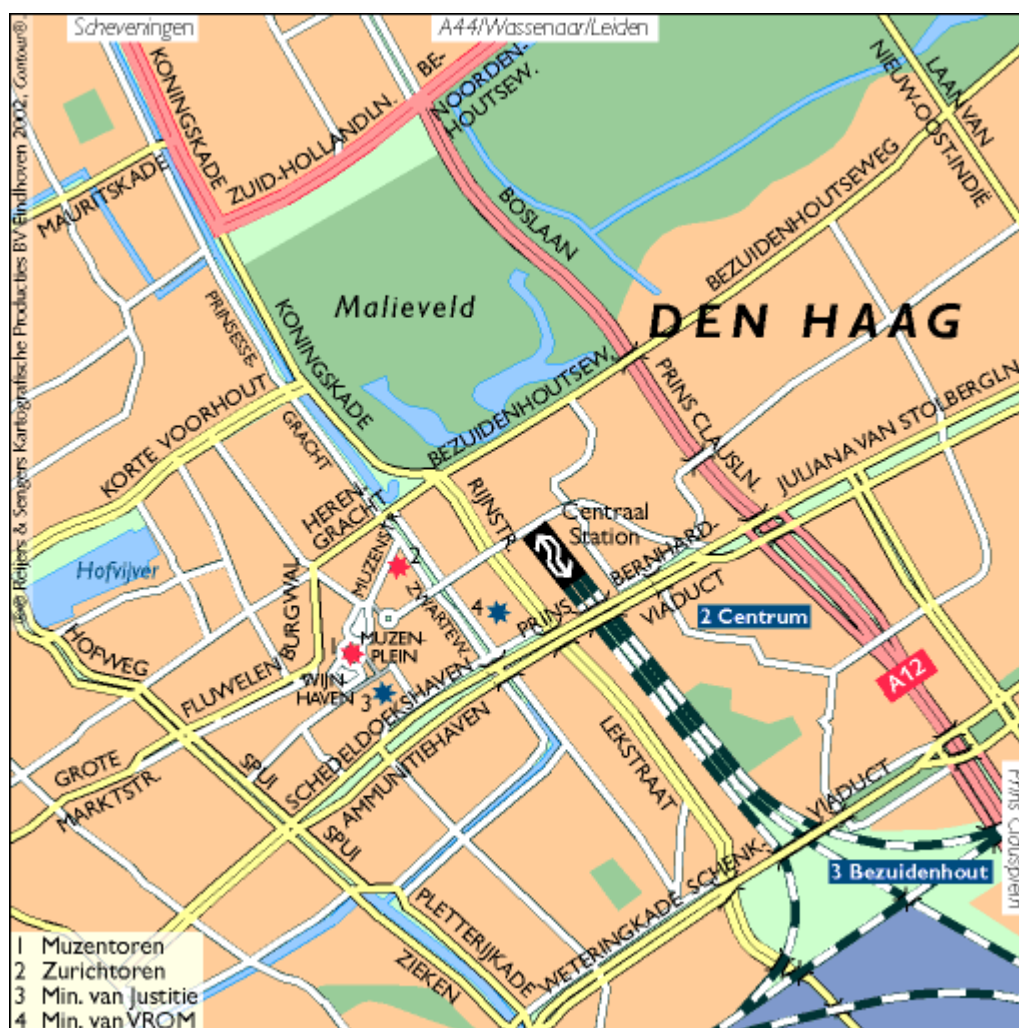 Scheveningen
A44/Wassenaar/Leiden
© Reijers & Sengers Kartografische Producties BV Eindhoven 2002, Contour®.
KONINGSKADE
BE-
NOORDEN-
HOUTSEW.
ZUID-HOLLANDLN.
LAAN VAN
NIEUW-OOST-INDIË
MAURITSKADE
BOSLAAN
BEZUIDENHOUTSEWEG
PRINSESSE-
GRACHT
KONINGSKADE
Malieveld
DEN HAAG
BEZUIDENHOUTSEW.
PRINS CLAUSLN.
JULIANA VAN STOLBERGLN.
KORTE VOORHOUT
HEREN-
GRACHT
RIJNSTR.
Centraal
Station
Hofvijver
MUZENSTR.
2
ZWARTEW.
BERNHARD-
PRINS
VIADUCT
4
2 Centrum
BURGWAL
FLUWELEN
HOFWEG
1
MUZEN-
PLEIN
WIJN-
HAVEN
3
A12
SCHEDELDOEKSHAVEN
AMMUNITIEHAVEN
LEKSTRAAT
SPUI
GROTE
MARKTSTR.
SPUI
VIADUCT
SCHENK-
Prins Clausplein
3 Bezuidenhout
PLETTERIJKADE
WETERINGKADE
ZIEKEN
1 Muzentoren
2 Zurichtoren
3 Min. van Justitie
4 Min. van VROM